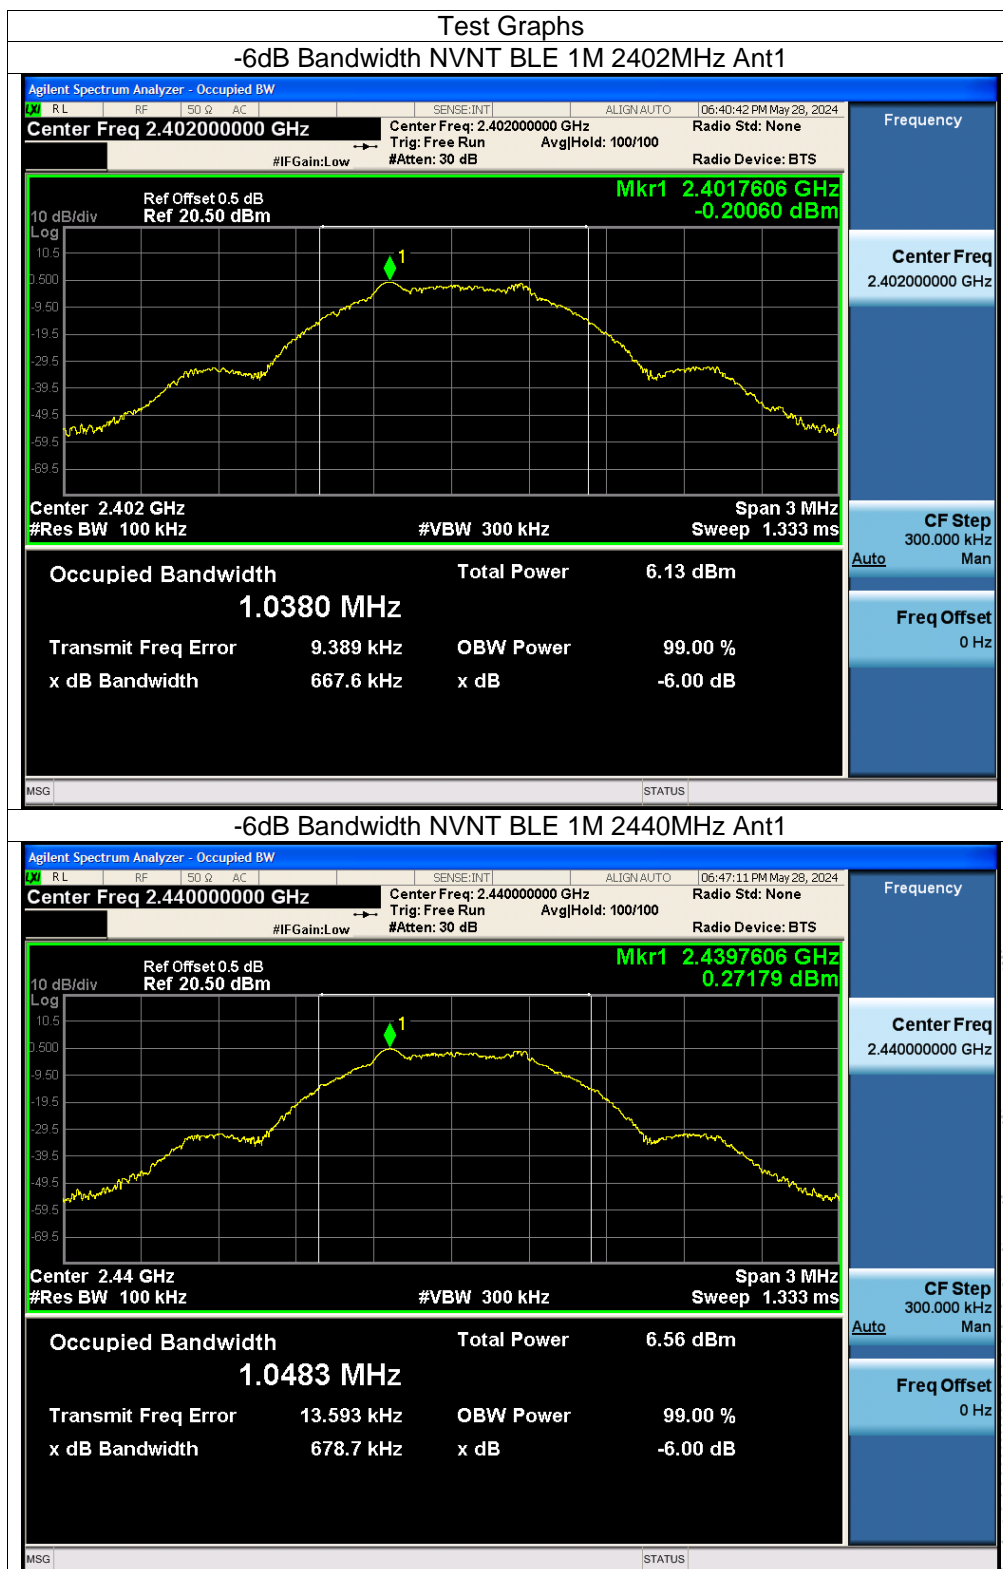 Test Graphs
-6dB Bandwidth NVNT BLE 1M 2402MHz Ant1
Agilent Spectrum Analyzer - Occupied BW
LXI RL RF 50 Ω AC SENSE:INT ALIGN AUTO 06:40:42 PM May 28, 2024
Center Freq 2.402000000 GHz Center Freq: 2.402000000 GHz Radio Std: None Frequency
Trig: Free Run Avg|Hold: 100/100
#IFGain:Low #Atten: 30 dB Radio Device: BTS
Mkr1 2.4017606 GHz
Ref Offset 0.5 dB
10 dB/div Ref 20.50 dBm -0.20060 dBm
Log
10.5
0.500
-9.50
-19.5
-29.5
-39.5
-49.5
-59.5
-69.5
1
Center Freq
2.402000000 GHz
Center 2.402 GHz Span 3 MHz
#Res BW 100 kHz #VBW 300 kHz Sweep 1.333 ms
CF Step
300.000 kHz
Auto Man
Occupied Bandwidth Total Power 6.13 dBm
1.0380 MHz
Freq Offset
0 Hz
Transmit Freq Error 9.389 kHz OBW Power 99.00 %
x dB Bandwidth 667.6 kHz x dB -6.00 dB
MSG STATUS
-6dB Bandwidth NVNT BLE 1M 2440MHz Ant1
Agilent Spectrum Analyzer - Occupied BW
LXI RL RF 50 Ω AC SENSE:INT ALIGN AUTO 06:47:11 PM May 28, 2024
Center Freq 2.440000000 GHz Center Freq: 2.440000000 GHz Radio Std: None Frequency
Trig: Free Run Avg|Hold: 100/100
#IFGain:Low #Atten: 30 dB Radio Device: BTS
Mkr1 2.4397606 GHz
Ref Offset 0.5 dB
10 dB/div Ref 20.50 dBm 0.27179 dBm
Log
10.5
0.500
-9.50
-19.5
-29.5
-39.5
-49.5
-59.5
-69.5
1
Center Freq
2.440000000 GHz
Center 2.44 GHz Span 3 MHz
#Res BW 100 kHz #VBW 300 kHz Sweep 1.333 ms
CF Step
300.000 kHz
Auto Man
Occupied Bandwidth Total Power 6.56 dBm
1.0483 MHz
Freq Offset
0 Hz
Transmit Freq Error 13.593 kHz OBW Power 99.00 %
x dB Bandwidth 678.7 kHz x dB -6.00 dB
MSG STATUS